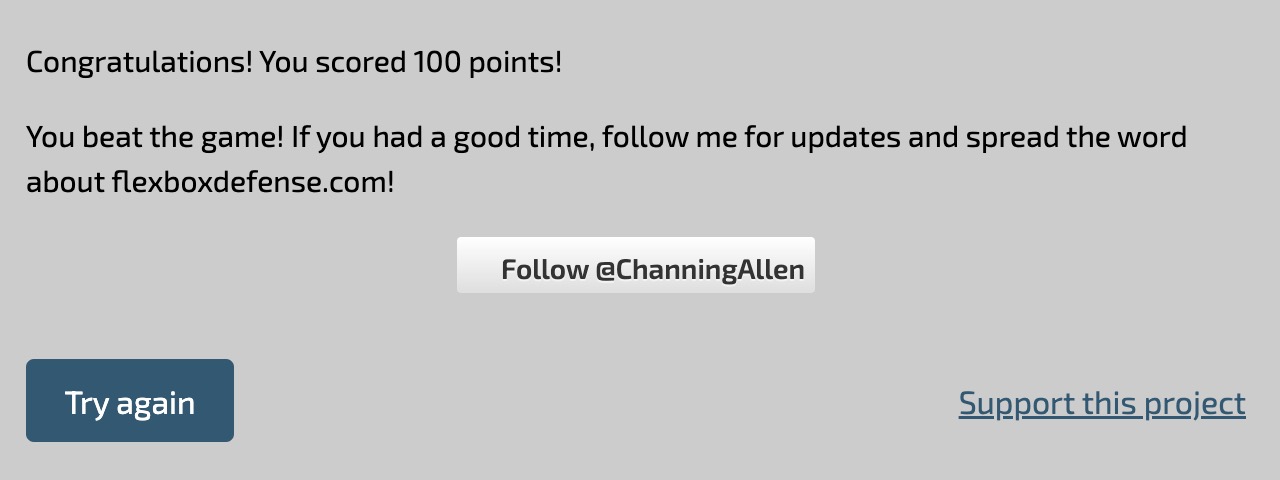 Congratulations! You scored 100 points!
You beat the game! If you had a good time, follow me for updates and spread the word
about flexboxdefense.com!
Follow @ChanningAllen
Try again
Support this project